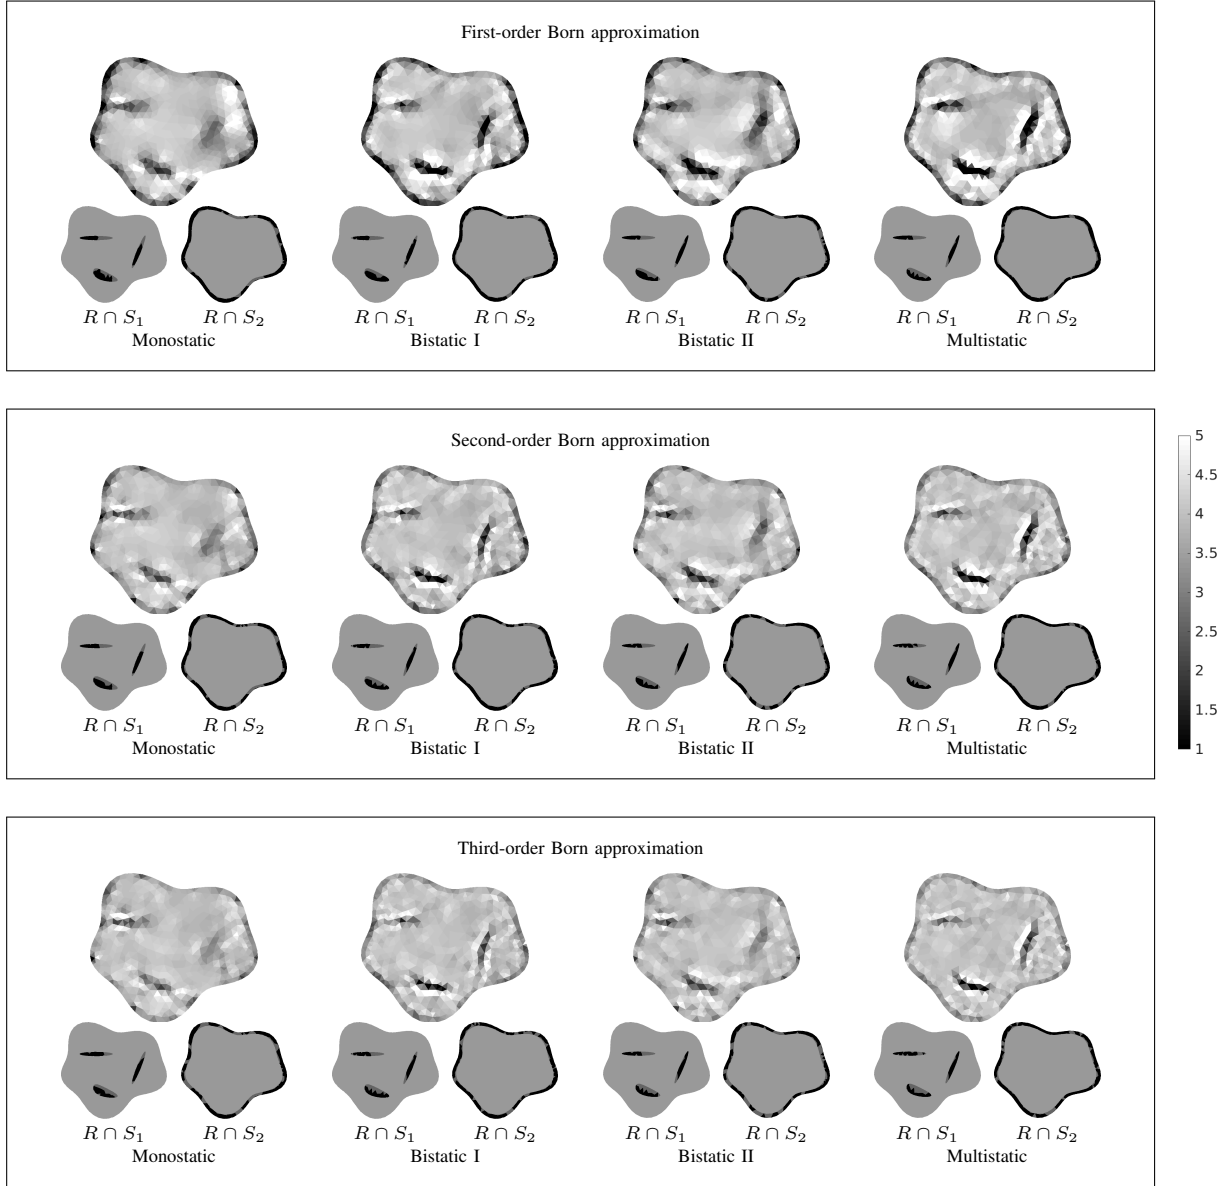 First-order Born approximation
R ∩ S₁ R ∩ S₂ R ∩ S₁ R ∩ S₂ R ∩ S₁ R ∩ S₂ R ∩ S₁ R ∩ S₂
Monostatic Bistatic I Bistatic II Multistatic
Second-order Born approximation
R ∩ S₁ R ∩ S₂ R ∩ S₁ R ∩ S₂ R ∩ S₁ R ∩ S₂ R ∩ S₁ R ∩ S₂
Monostatic Bistatic I Bistatic II Multistatic
5
4.5
4
3.5
3
2.5
2
1.5
1
Third-order Born approximation
R ∩ S₁ R ∩ S₂ R ∩ S₁ R ∩ S₂ R ∩ S₁ R ∩ S₂ R ∩ S₁ R ∩ S₂
Monostatic Bistatic I Bistatic II Multistatic